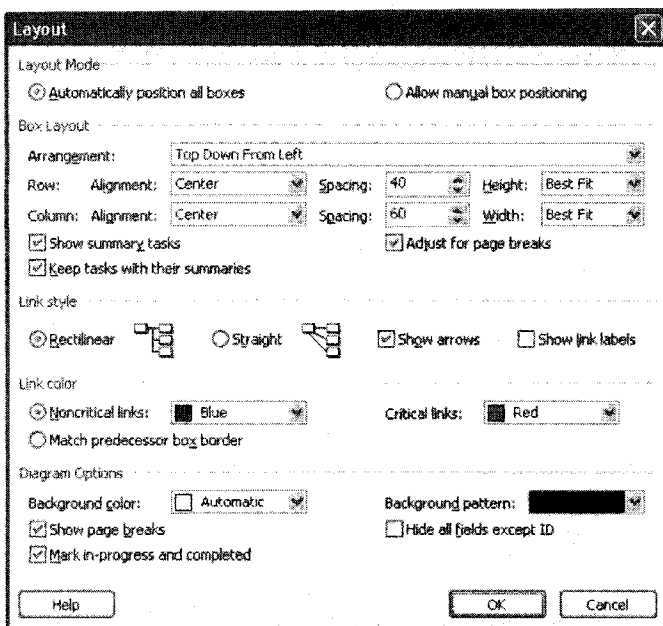 Layout
Layout Mode
Automatically position all boxes Allow manual box positioning
Box Layout
Arrangement: Top Down From Left
Row: Alignment: Center Spacing: 40 Height: Best Fit
Column: Alignment: Center Spacing: 60 Width: Best Fit
Show summary tasks Adjust for page breaks
Keep tasks with their summaries
Link style
Rectilinear Straight Show arrows Show link labels
Link color
Noncritical links: Blue Critical links: Red
Match predecessor box border
Diagram Options
Background color: Automatic Background pattern:
Show page breaks Hide all fields except ID
Mark in-progress and completed
Help OK Cancel